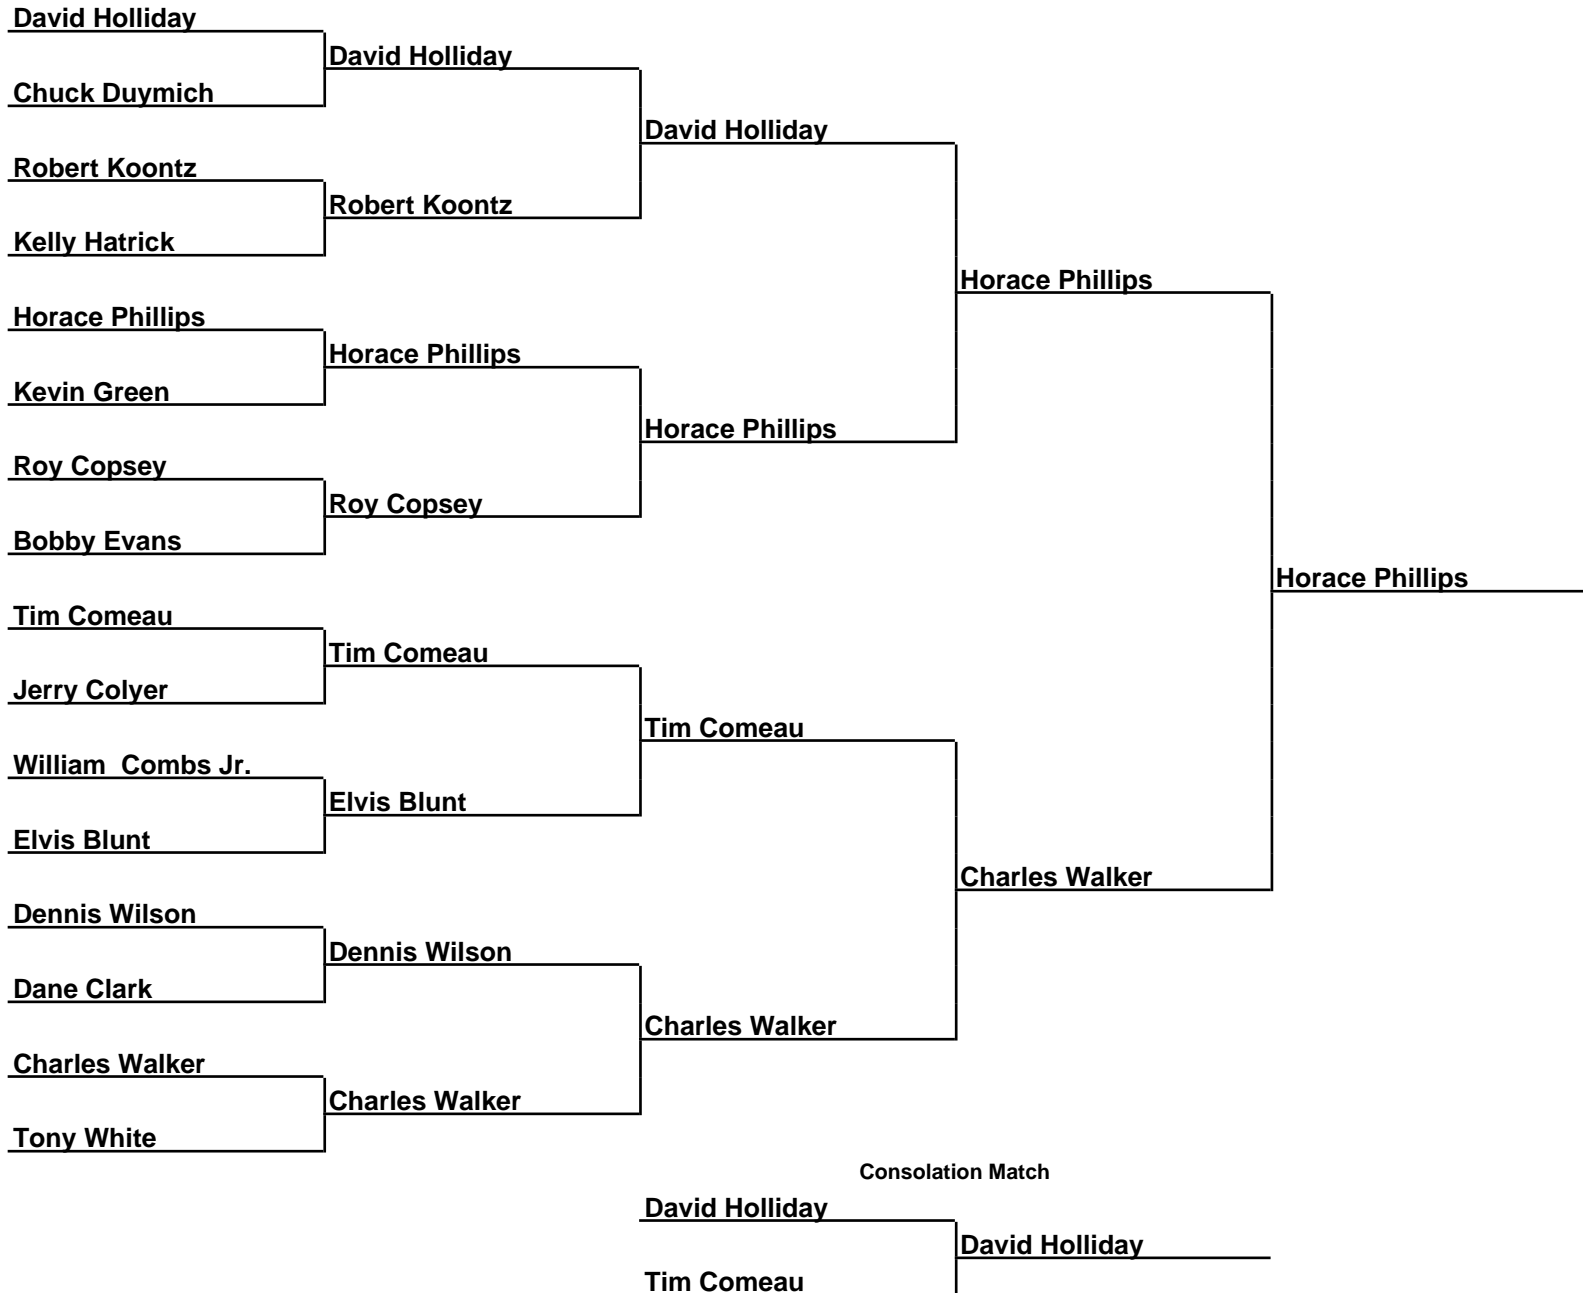 David Holliday
Chuck Duymich
Robert Koontz
Kelly Hatrick
Horace Phillips
Kevin Green
Roy Copsey
Bobby Evans
Tim Comeau
Jerry Colyer
William  Combs Jr.
Elvis Blunt
Dennis Wilson
Dane Clark
Charles Walker
Tony White
David Holliday
Robert Koontz
Horace Phillips
Roy Copsey
Tim Comeau
Elvis Blunt
Dennis Wilson
Charles Walker
David Holliday
Horace Phillips
Tim Comeau
Charles Walker
Horace Phillips
Charles Walker
Horace Phillips
Consolation Match
David Holliday
Tim Comeau
David Holliday